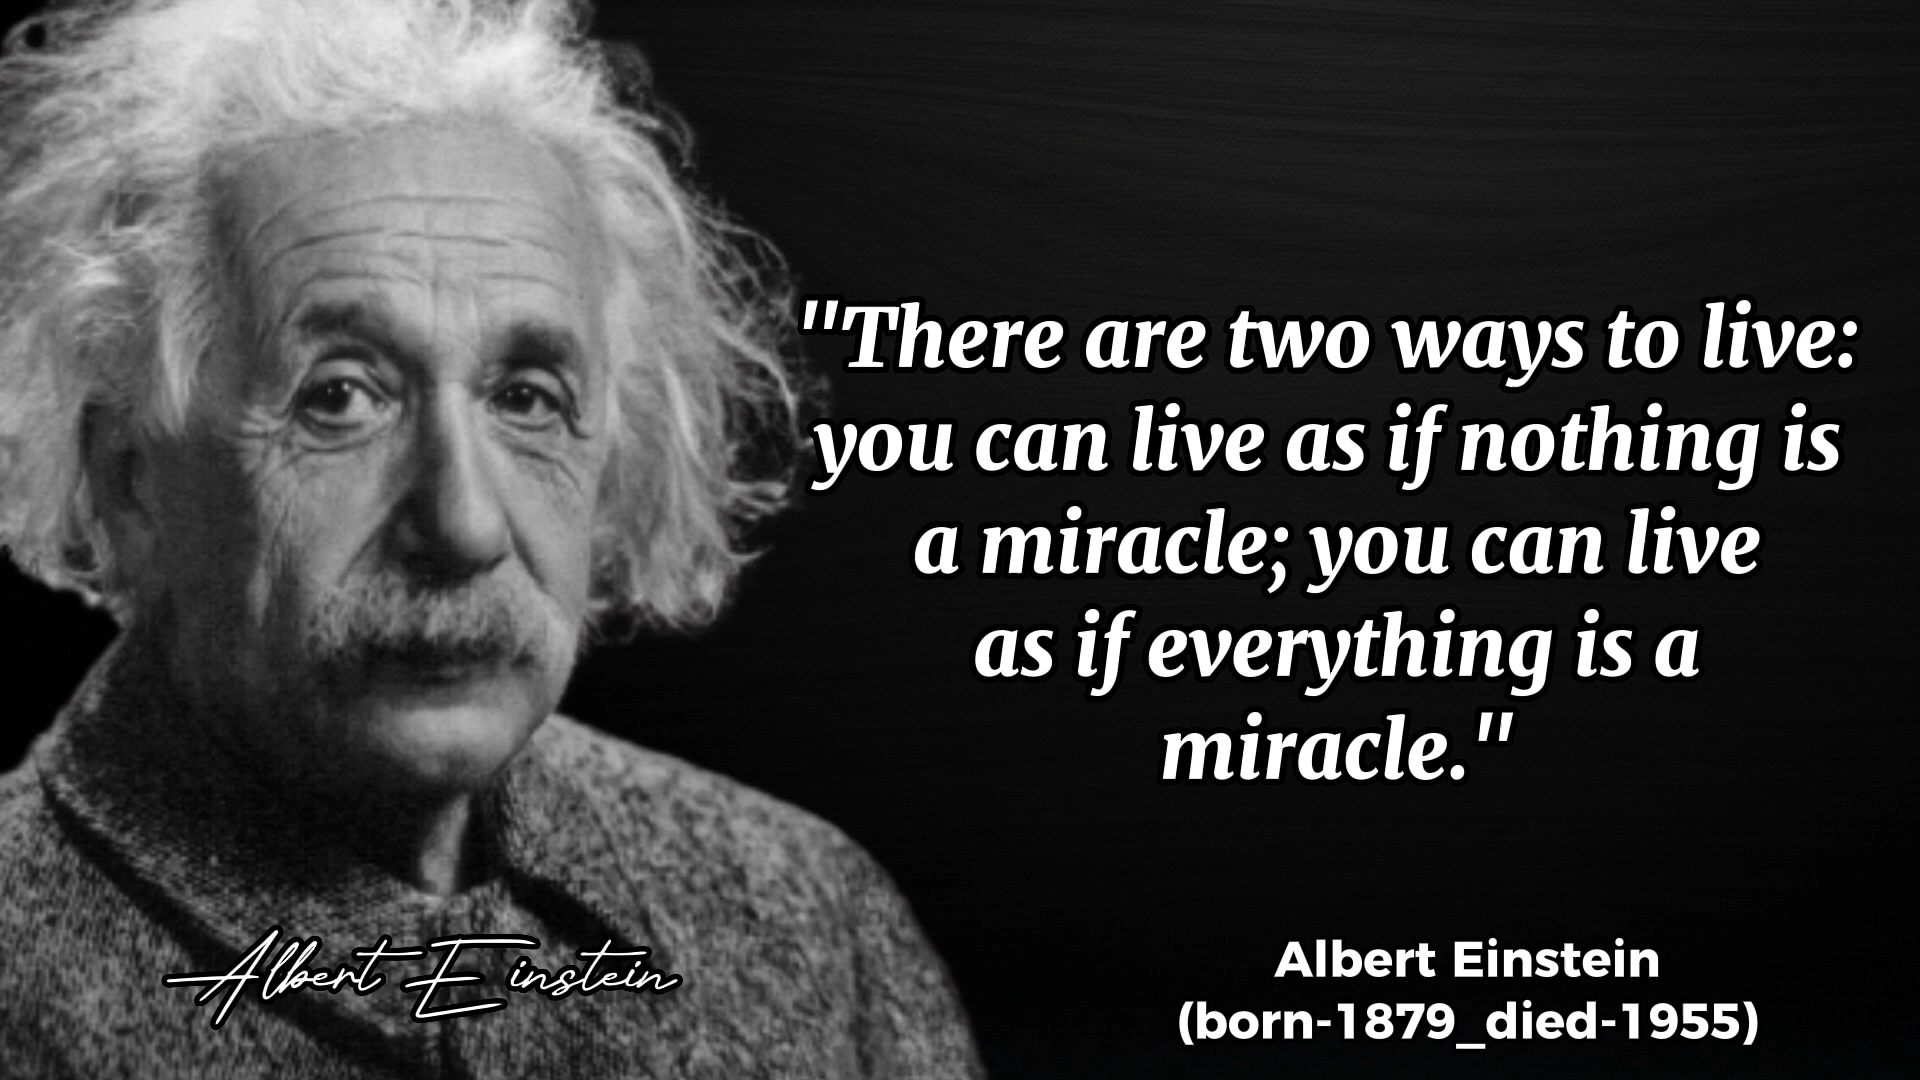 "There are two ways to live:
you can live as if nothing is
a miracle; you can live
as if everything is a
miracle."
Albert Einstein
Albert Einstein
(born-1879_died-1955)